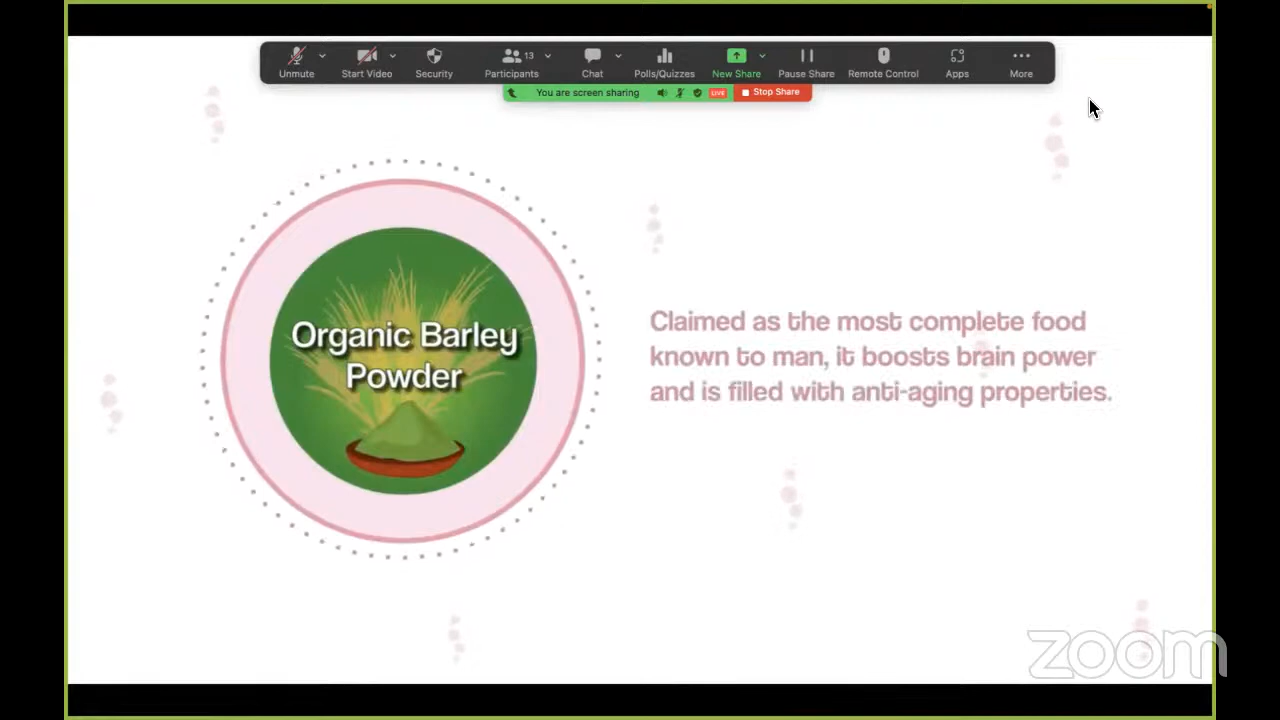 Unmute
Start Video
Security
Participants
13
Chat
Polls/Quizzes
New Share
Pause Share
Remote Control
Apps
More
You are screen sharing
LIVE
Stop Share
Organic Barley
Powder
Claimed as the most complete food
known to man, it boosts brain power
and is filled with anti-aging properties.
zoom